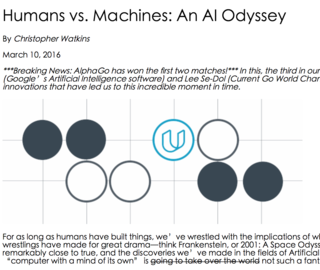 Humans vs. Machines: An AI Odyssey
By Christopher Watkins
March 10, 2016
***Breaking News: AlphaGo has won the first two matches!*** In this, the third in our
(Google's Artificial Intelligence software) and Lee Se-Dol (Current Go World Char
innovations that have led us to this incredible moment in time.
For as long as humans have built things, we've wrestled with the implications of wh
wrestlings have made for great drama—think Frankenstein, or 2001: A Space Odyss
remarkably close to true, and the discoveries we've made in the fields of Artificial
"computer with a mind of its own" is going to take over the world not such a fant